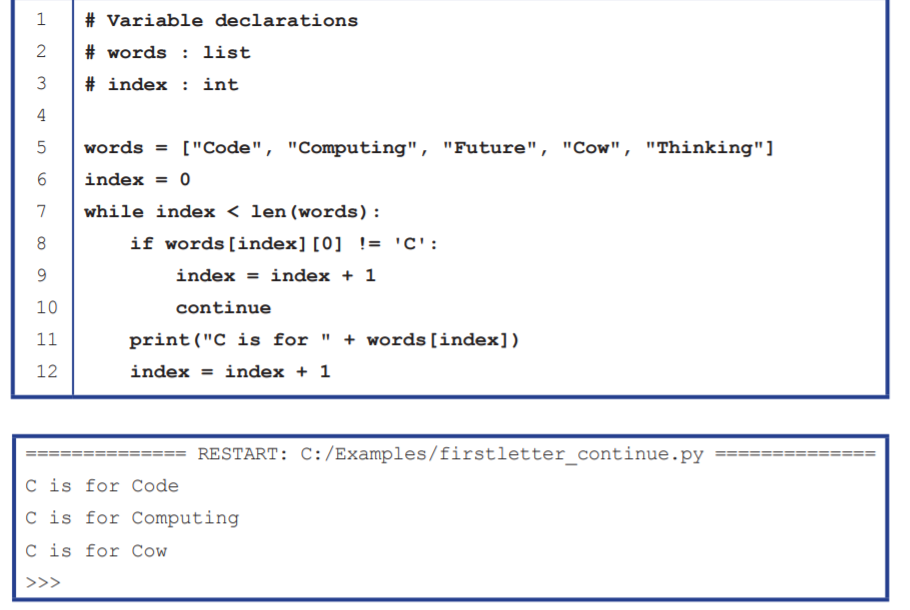 1 # Variable declarations
2 # words : list
3 # index : int
4
5 words = ["Code", "Computing", "Future", "Cow", "Thinking"]
6 index = 0
7 while index < len(words):
8     if words[index][0] != 'C':
9         index = index + 1
10         continue
11     print("C is for " + words[index])
12     index = index + 1
============== RESTART: C:/Examples/firstletter_continue.py ==============
C is for Code
C is for Computing
C is for Cow
>>>